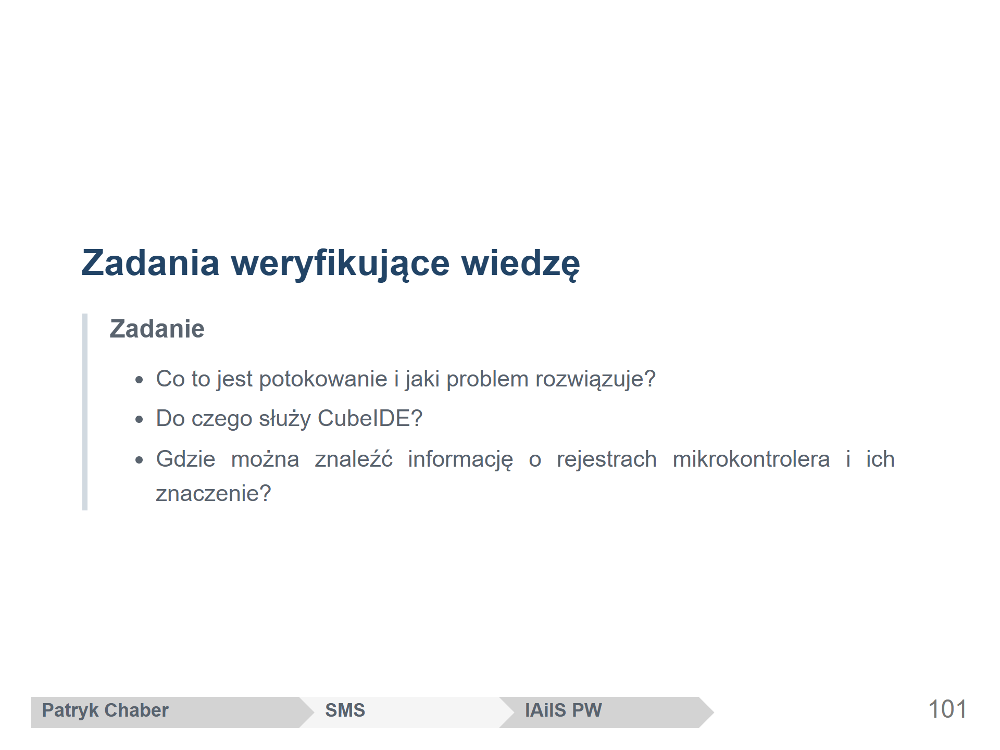 Zadania weryfikujące wiedzę
Zadanie
• Co to jest potokowanie i jaki problem rozwiązuje?
• Do czego służy CubeIDE?
• Gdzie można znaleźć informację o rejestrach mikrokontrolera i ich
znaczenie?
Patryk Chaber SMS IAiIS PW 101